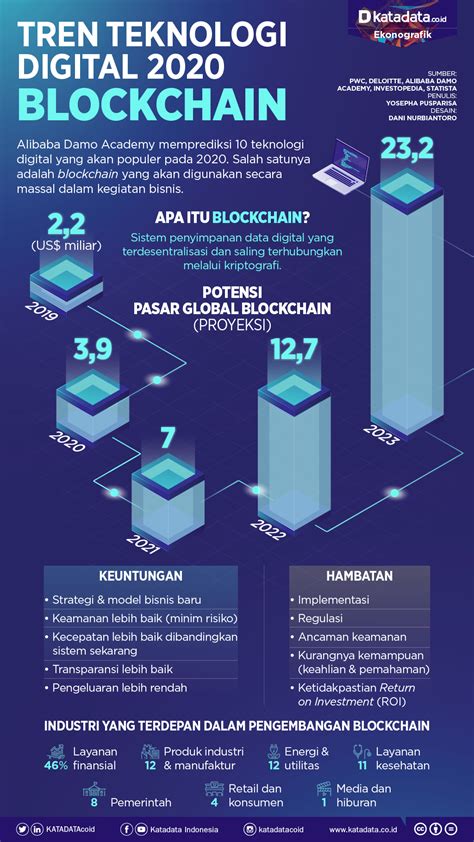 Dkatadata.co.id
Ekonografik
TREN TEKNOLOGI
DIGITAL 2020
BLOCKCHAIN
SUMBER:
PWC, DELOITTE, ALIBABA DAMO
ACADEMY, INVESTOPEDIA, STATISTA
PENULIS:
YOSEPHA PUSPARISA
DESAIN:
DANI NURBIANTORO
Alibaba Damo Academy memprediksi 10 teknologi
digital yang akan populer pada 2020. Salah satunya
adalah blockchain yang akan digunakan secara
massal dalam kegiatan bisnis.
APA ITU BLOCKCHAIN?
Sistem penyimpanan data digital yang
terdesentralisasi dan saling terhubungkan
melalui kriptografi.
POTENSI
PASAR GLOBAL BLOCKCHAIN
(PROYEKSI)
2,2
(US$ miliar)
2019
3,9
2020
7
2021
12,7
2022
23,2
2023
KEUNTUNGAN
• Strategi & model bisnis baru
• Keamanan lebih baik (minim risiko)
• Kecepatan lebih baik dibandingkan
sistem sekarang
• Transparansi lebih baik
• Pengeluaran lebih rendah
HAMBATAN
• Implementasi
• Regulasi
• Ancaman keamanan
• Kurangnya kemampuan
(keahlian & pemahaman)
• Ketidakpastian Return
on Investment (ROI)
INDUSTRI YANG TERDEPAN DALAM PENGEMBANGAN BLOCKCHAIN
46% Layanan
finansial
12 Produk industri
& manufaktur
12 Energi &
utilitas
11 Layanan
kesehatan
8 Pemerintah
4 Retail dan
konsumen
1 Media dan
hiburan
KATADATAcoid
Katadata Indonesia
katadatacoid
www.katadata.co.id